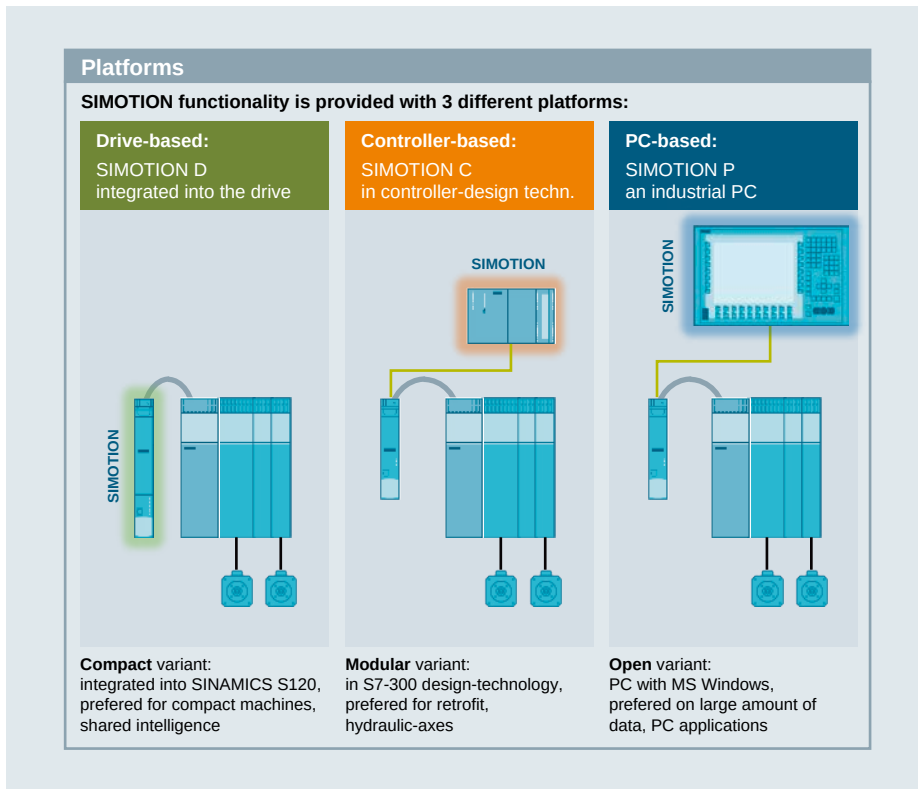 Platforms
SIMOTION functionality is provided with 3 different platforms:
Drive-based:
SIMOTION D
integrated into the drive
Controller-based:
SIMOTION C
in controller-design techn.
PC-based:
SIMOTION P
an industrial PC
SIMOTION
SIMOTION
SIMOTION
Compact variant:
integrated into SINAMICS S120,
prefered for compact machines,
shared intelligence
Modular variant:
in S7-300 design-technology,
prefered for retrofit,
hydraulic-axes
Open variant:
PC with MS Windows,
prefered on large amount of
data, PC applications